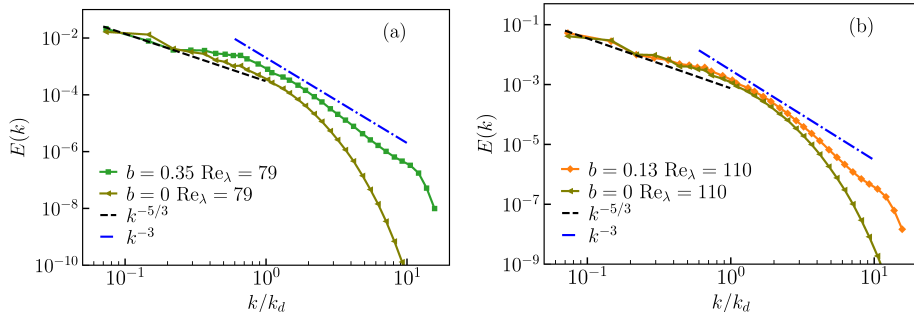 (a)
10^{-2}
10^{-4}
10^{-6}
10^{-8}
10^{-10}
E(k)
b = 0.35 Re_λ = 79
b = 0 Re_λ = 79
k^{-5/3}
k^{-3}
10^{-1}
10^{0}
10^{1}
k/k_d
(b)
10^{-1}
10^{-3}
10^{-5}
10^{-7}
10^{-9}
E(k)
b = 0.13 Re_λ = 110
b = 0 Re_λ = 110
k^{-5/3}
k^{-3}
10^{-1}
10^{0}
10^{1}
k/k_d